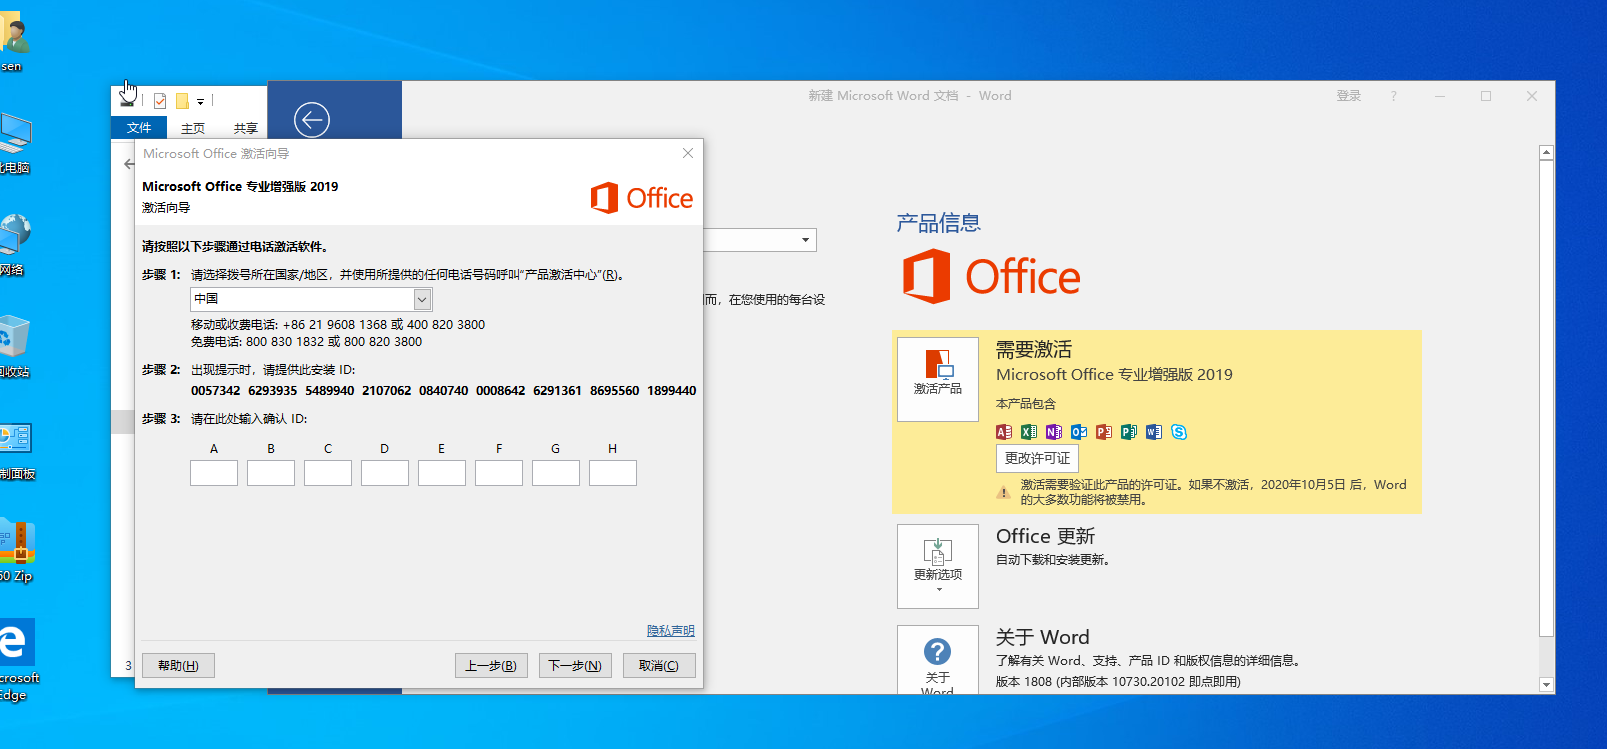 sen
此电脑
网络
回收站
制面板
60 Zip
crosoft
Edge
文件 主页 共享
3
新建 Microsoft Word 文档 - Word
登录 ?
Microsoft Office 激活向导
Microsoft Office 专业增强版 2019
激活向导
Office
请按照以下步骤通过电话激活软件。
步骤 1: 请选择拨号所在国家/地区，并使用所提供的任何电话号码呼叫“产品激活中心”(R)。
中国
移动或收费电话: +86 21 9608 1368 或 400 820 3800
免费电话: 800 830 1832 或 800 820 3800
步骤 2: 出现提示时，请提供此安装 ID:
0057342 6293935 5489940 2107062 0840740 0008642 6291361 8695560 1899440
步骤 3: 请在此处输入确认 ID:
A B C D E F G H
隐私声明
帮助(H) 上一步(B) 下一步(N) 取消(C)
而，在您使用的每台设
产品信息
Office
激活产品
需要激活
Microsoft Office 专业增强版 2019
本产品包含
更改许可证
激活需要验证此产品的许可证。如果不激活，2020年10月5日 后，Word
的大多数功能将被禁用。
更新选项
Office 更新
自动下载和安装更新。
关于
Word
关于 Word
了解有关 Word、支持、产品 ID 和版权信息的详细信息。
版本 1808 (内部版本 10730.20102 即点即用)